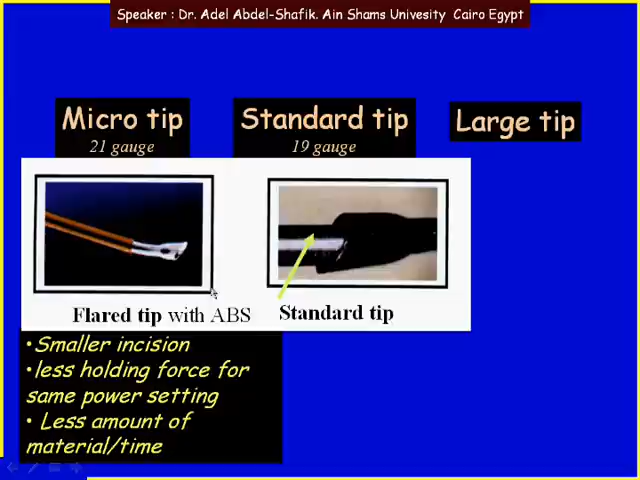 Speaker : Dr. Adel Abdel-Shafik. Ain Shams Univesity Cairo Egypt
Micro tip
21 gauge
Standard tip
19 gauge
Large tip
Flared tip with ABS
Standard tip
•Smaller incision
•less holding force for
same power setting
• Less amount of
material/time